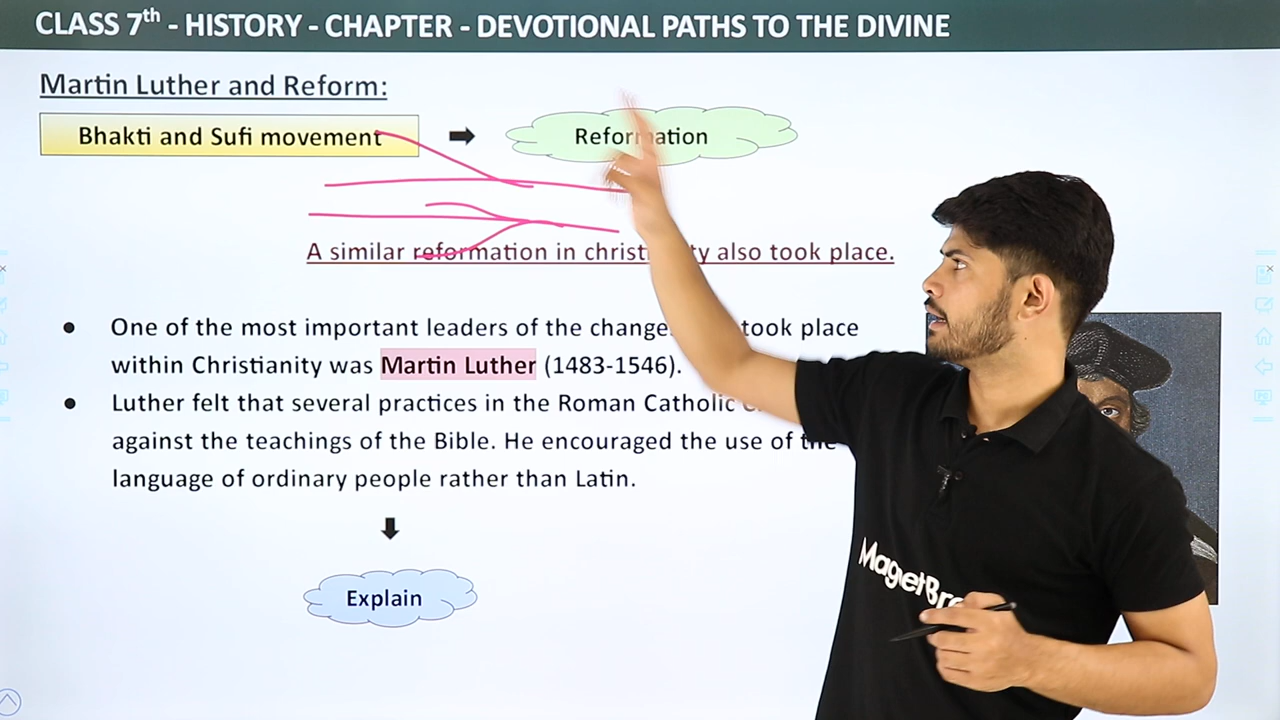 CLASS 7th - HISTORY - CHAPTER - DEVOTIONAL PATHS TO THE DIVINE
Martin Luther and Reform:
Bhakti and Sufi movement
Reformation
A similar reformation in christ ty also took place.
One of the most important leaders of the change took place
within Christianity was Martin Luther (1483-1546).
Luther felt that several practices in the Roman Catholic
against the teachings of the Bible. He encouraged the use of the
language of ordinary people rather than Latin.
Explain
MagnetBr